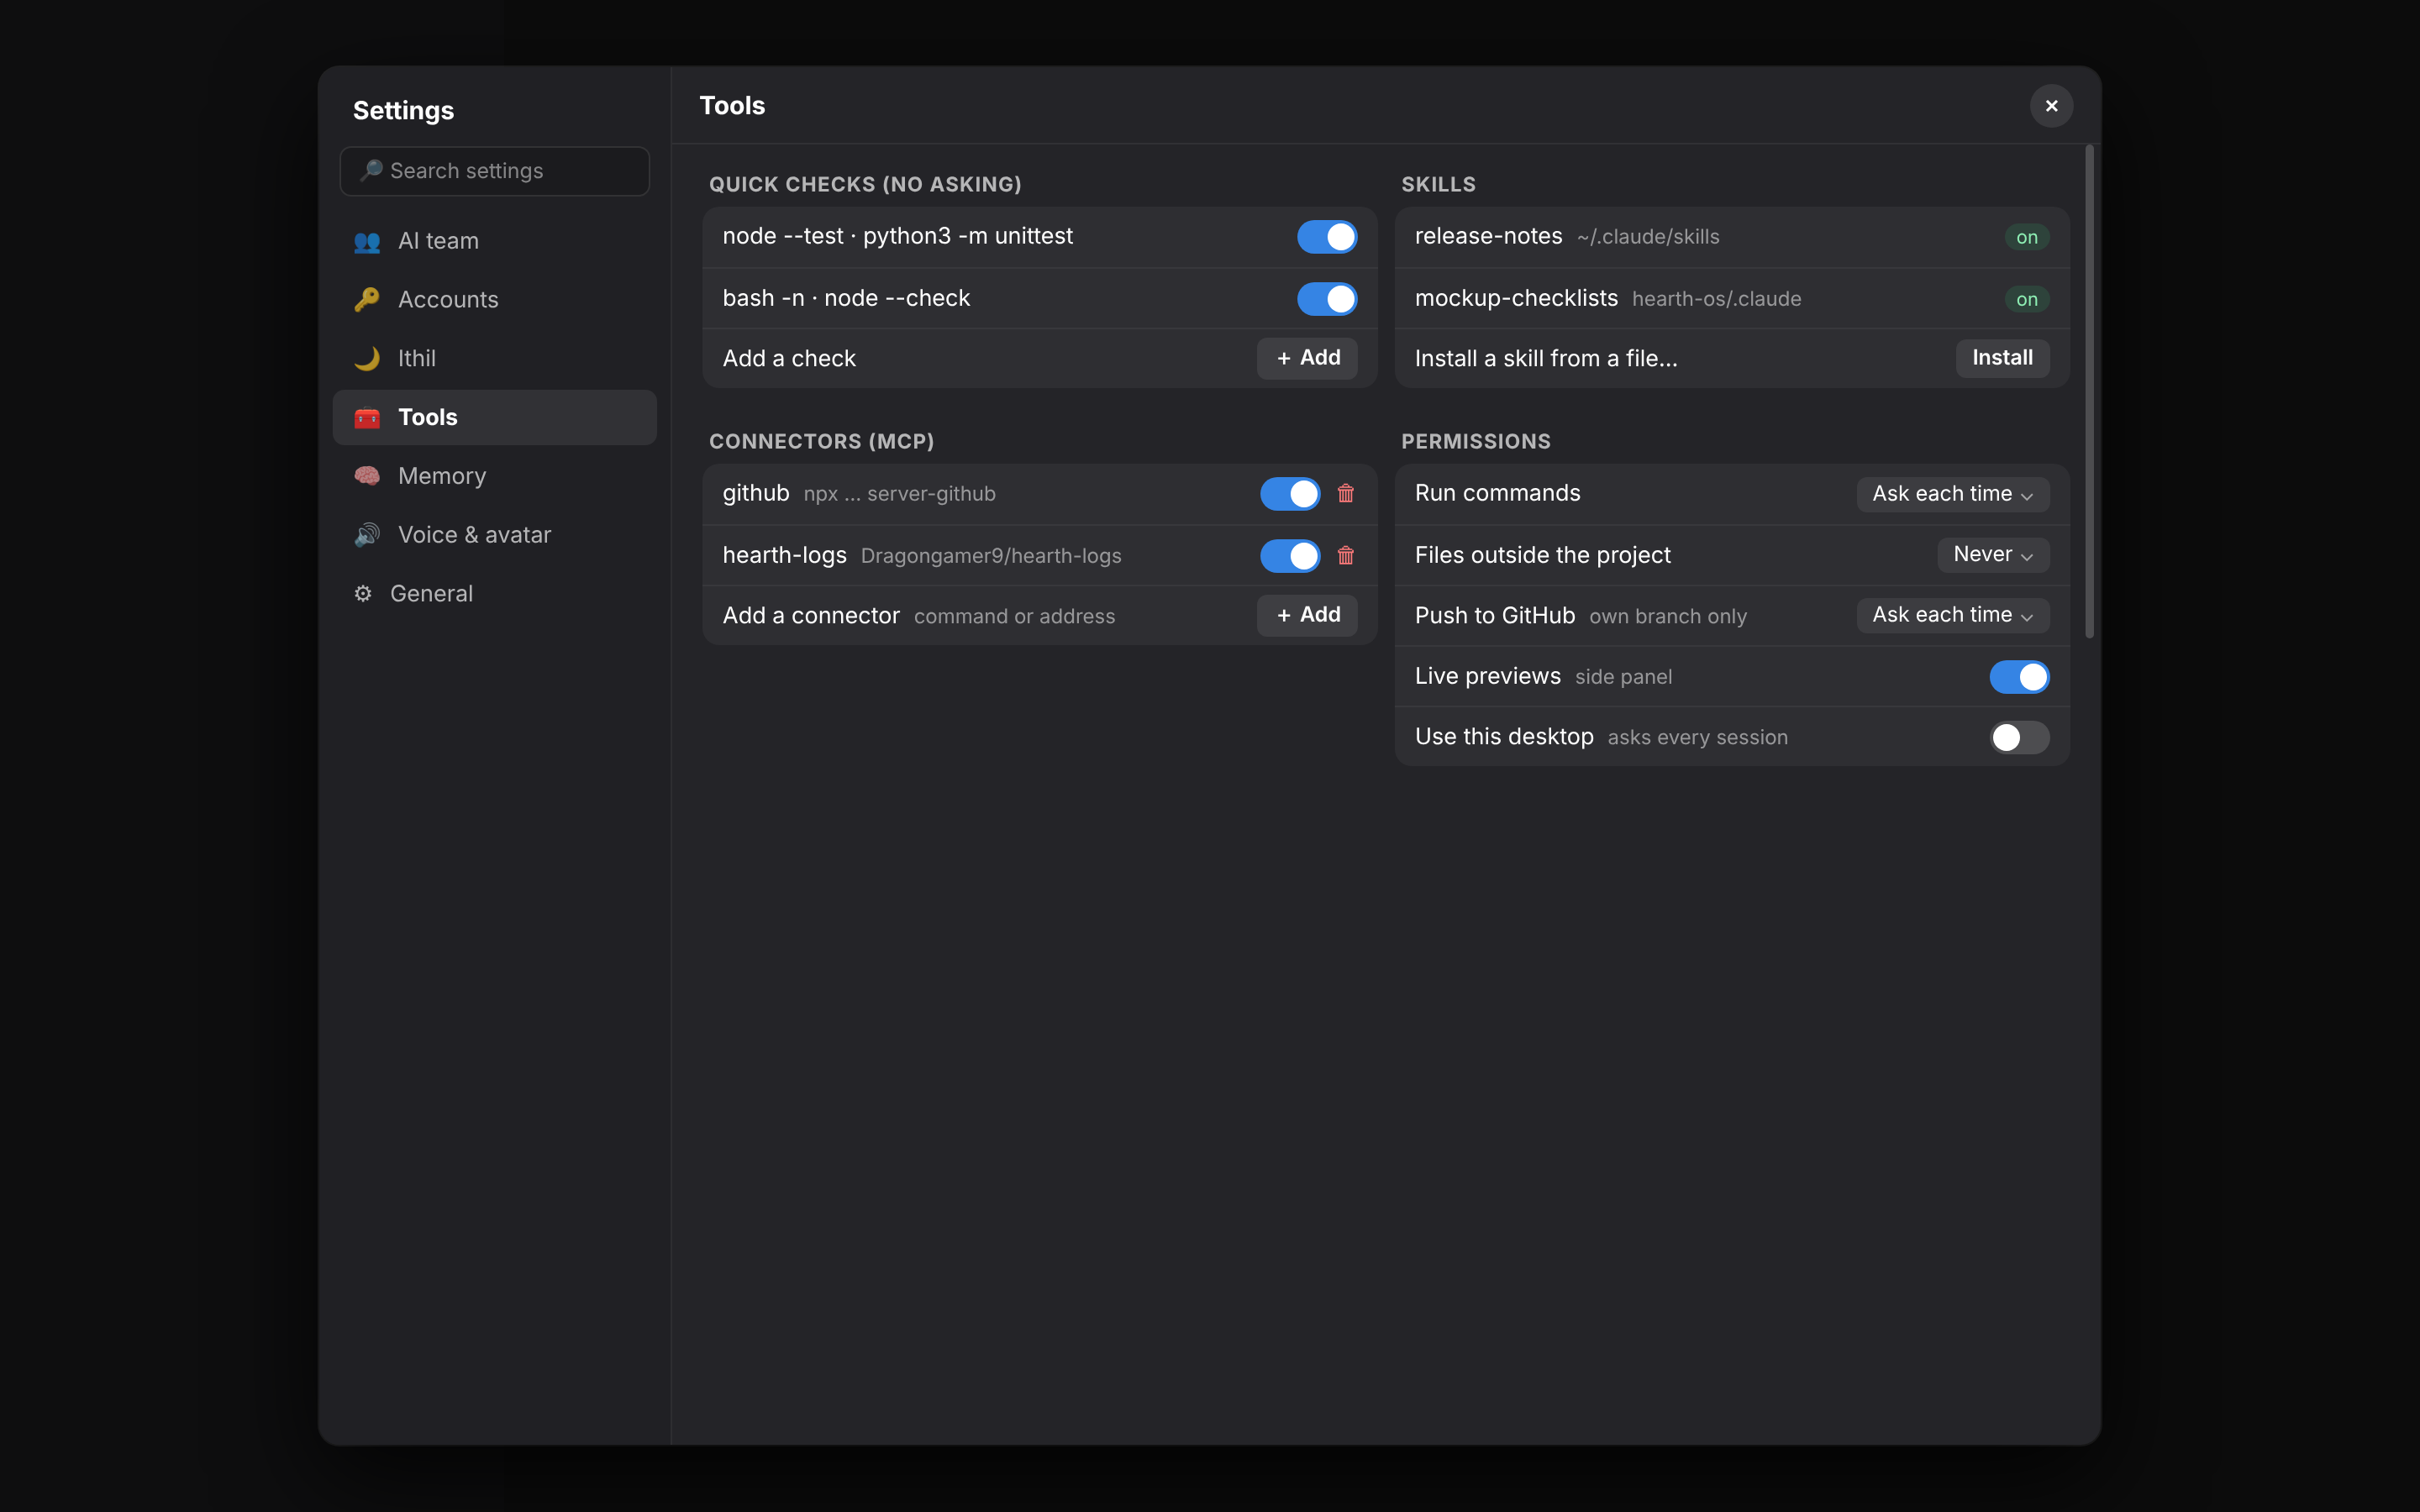 Settings
Search settings
AI team
Accounts
Ithil
Tools
Memory
Voice & avatar
General
Tools
QUICK CHECKS (NO ASKING)
node --test · python3 -m unittest
bash -n · node --check
Add a check
+ Add
CONNECTORS (MCP)
github npx ... server-github
hearth-logs Dragongamer9/hearth-logs
Add a connector command or address
+ Add
SKILLS
release-notes ~/.claude/skills
on
mockup-checklists hearth-os/.claude
on
Install a skill from a file...
Install
PERMISSIONS
Run commands
Ask each time
Files outside the project
Never
Push to GitHub own branch only
Ask each time
Live previews side panel
Use this desktop asks every session